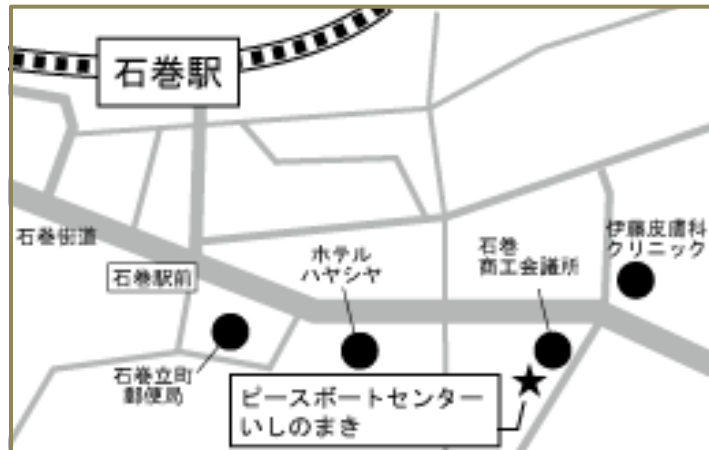 石巻駅
石巻街道
石巻駅前
ホテル
ハヤシヤ
石巻
商工会議所
伊藤皮膚科
クリニック
石巻立町
郵便局
ピースボートセンター
いしのまき